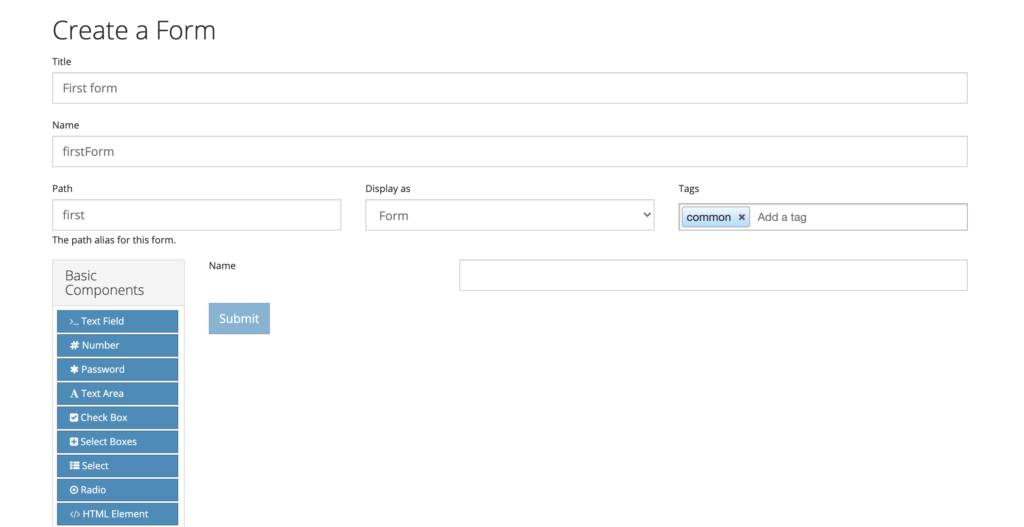 Create a Form
Title
First form
Name
firstForm
Path Display as Tags
first Form common × Add a tag
The path alias for this form.
Basic
Components
Name
Submit
>_ Text Field
# Number
✱ Password
A Text Area
Check Box
Select Boxes
Select
Radio
</> HTML Element